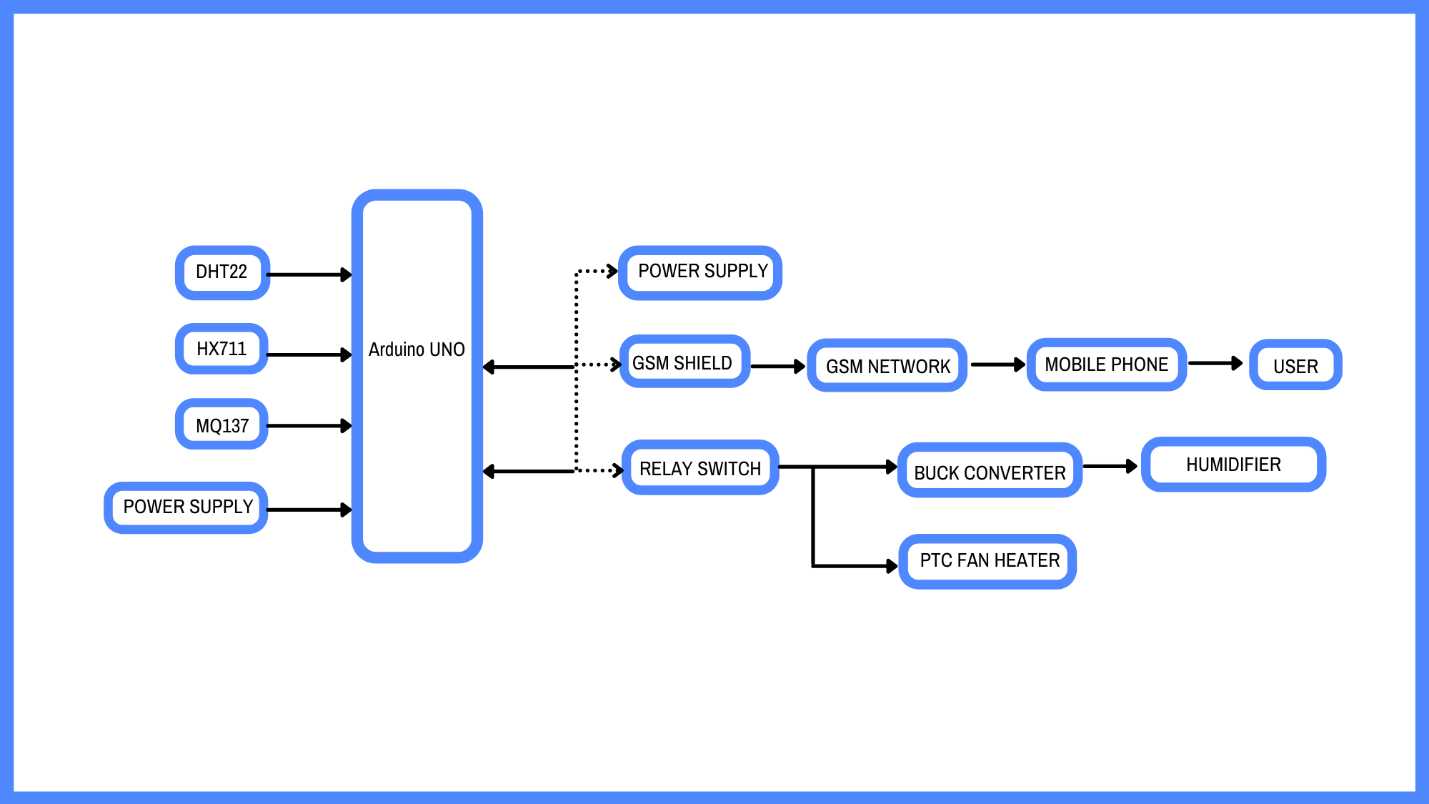 DHT22
HX711
MQ137
POWER SUPPLY
Arduino UNO
POWER SUPPLY
GSM SHIELD
GSM NETWORK
MOBILE PHONE
USER
RELAY SWITCH
BUCK CONVERTER
HUMIDIFIER
PTC FAN HEATER